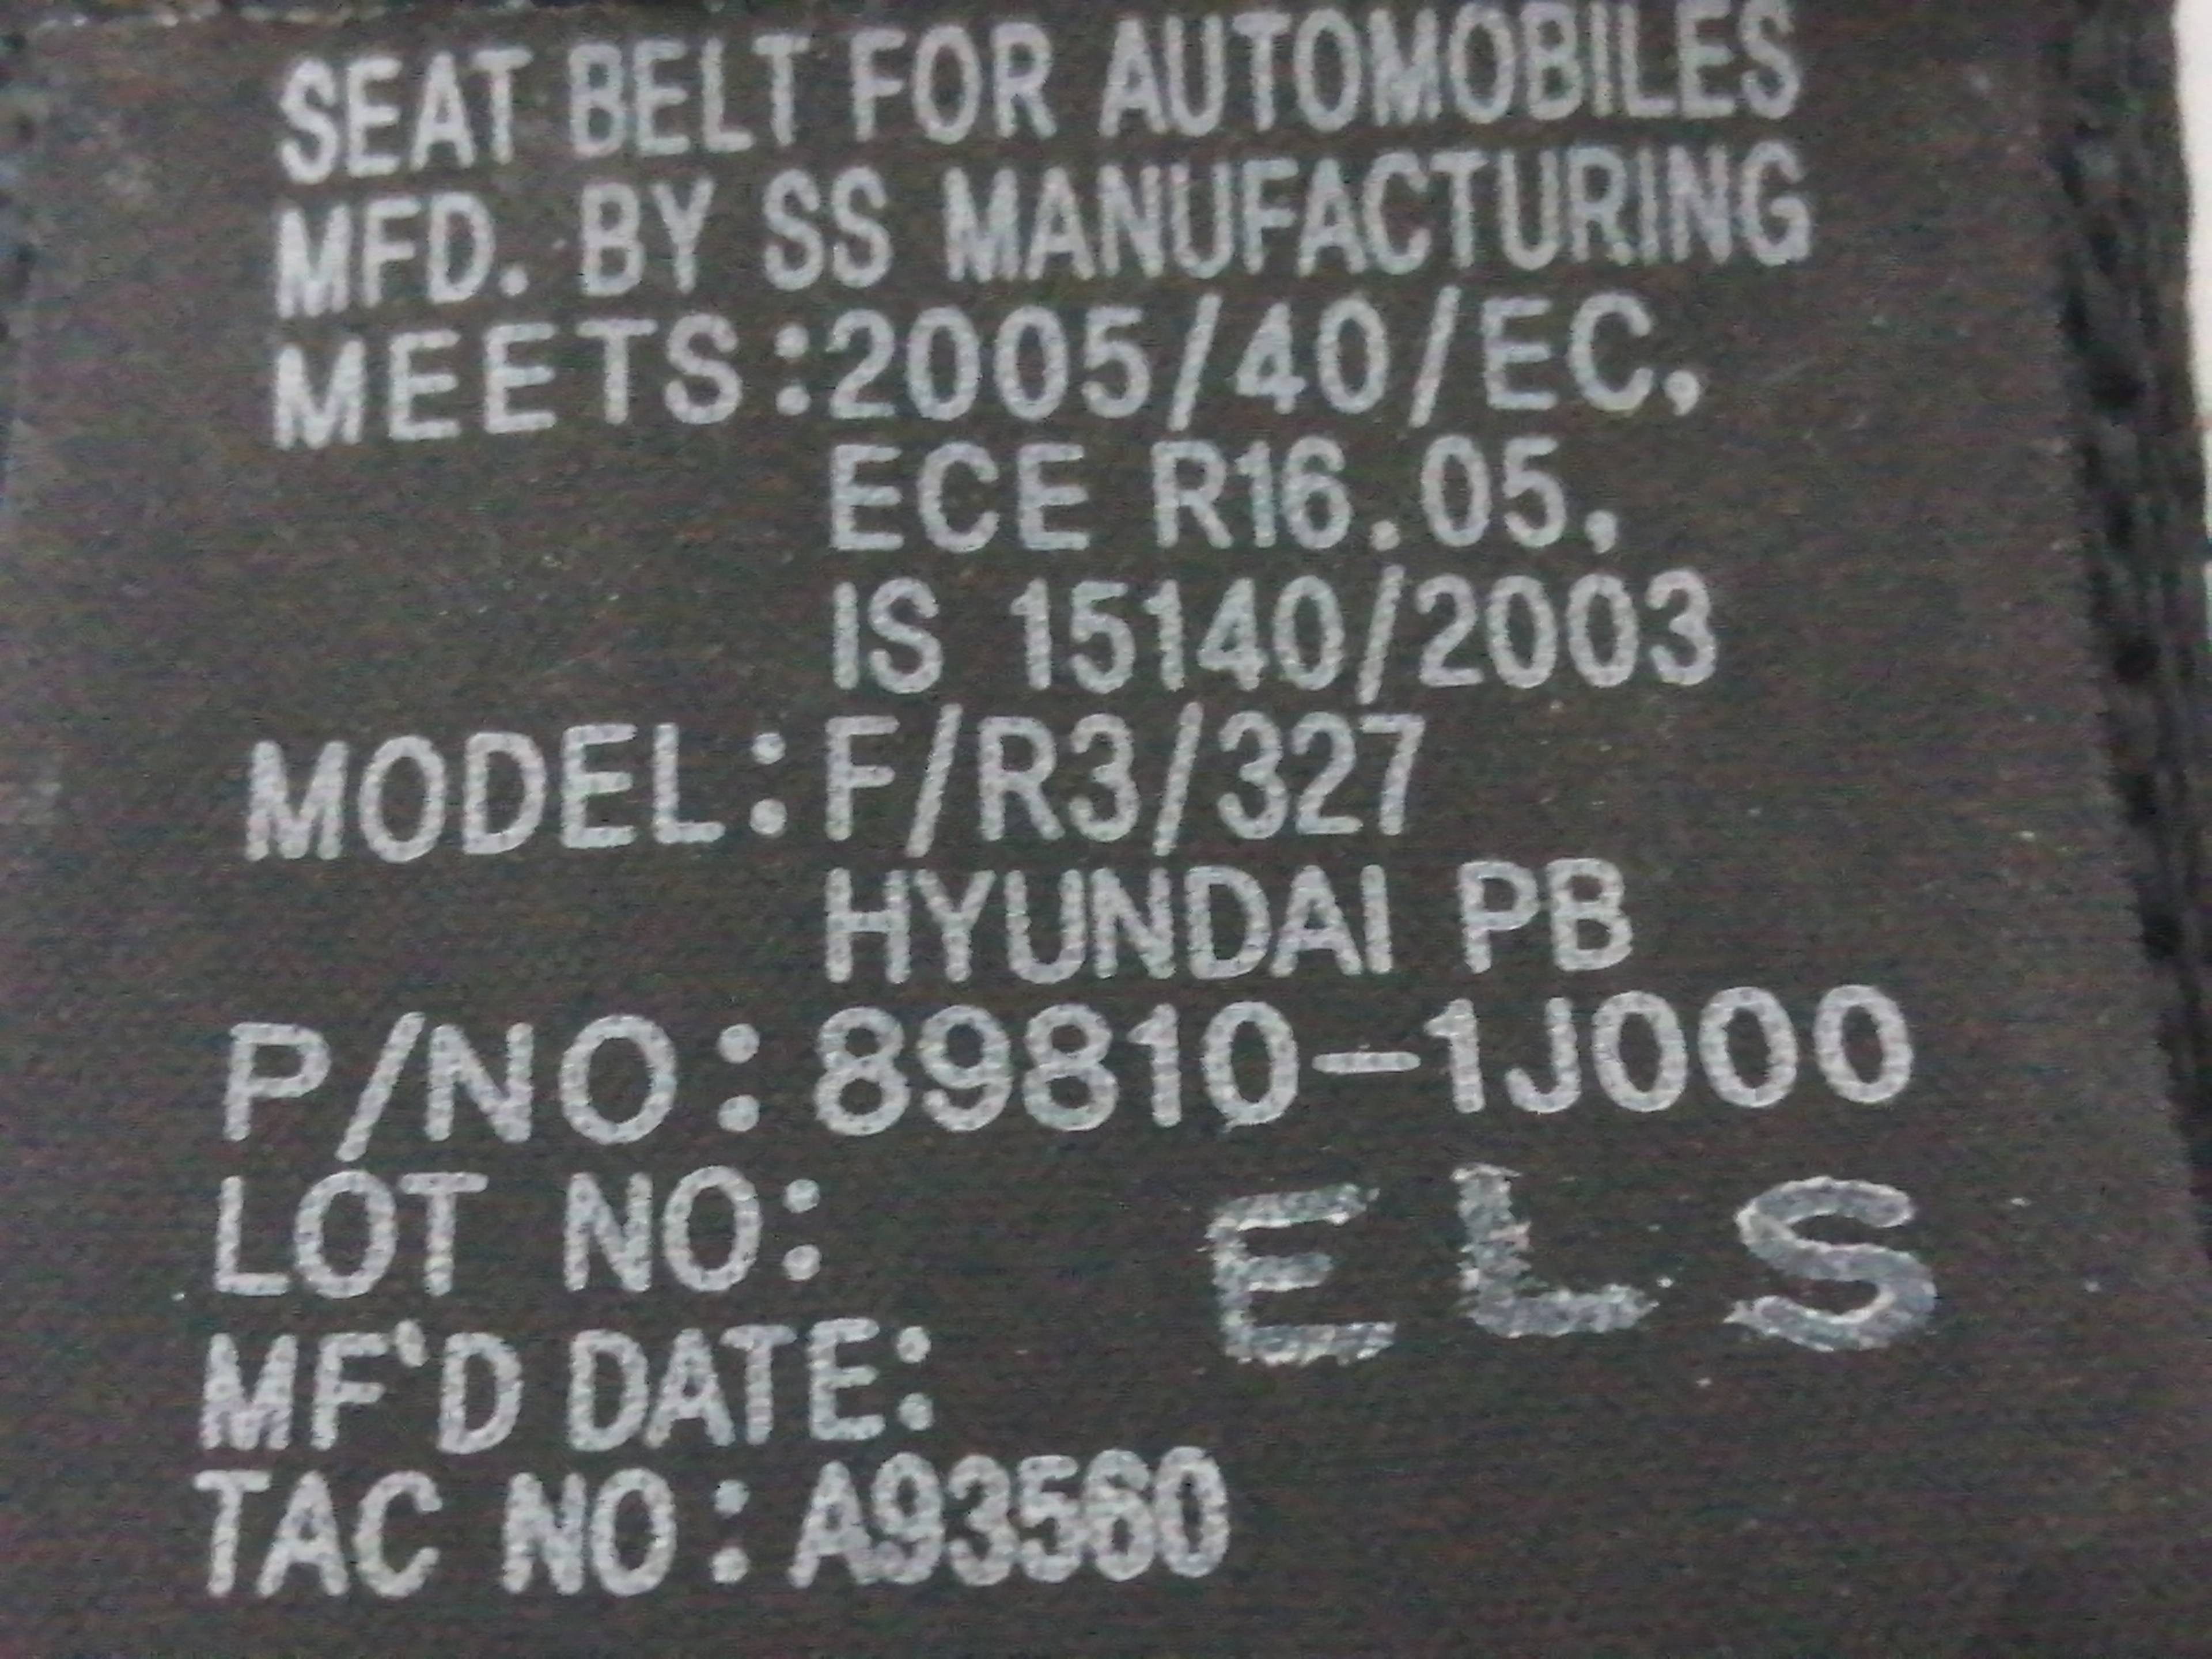 SEAT BELT FOR AUTOMOBILES
MFD. BY SS MANUFACTURING
MEETS:2005/40/EC,
ECE R16.05,
IS 15140/2003
MODEL:F/R3/327
HYUNDAI PB
P/NO:89810-1J000
LOT NO:
ELS
MF'D DATE:
TAC NO:A93560